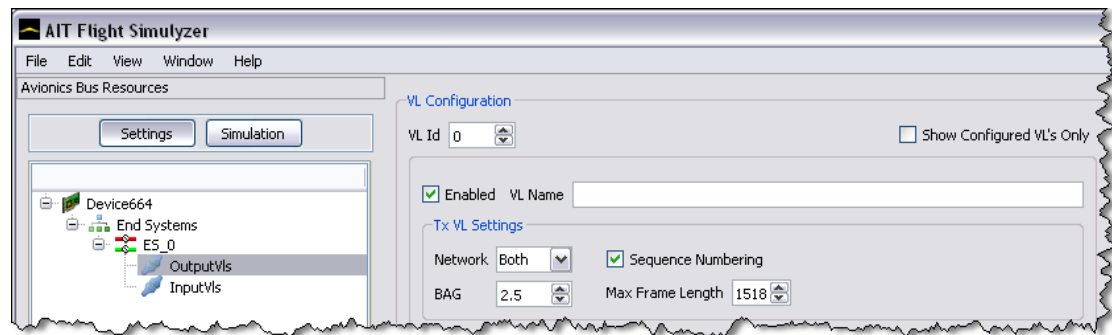 AIT Flight Simulyzer
File Edit View Window Help
Avionics Bus Resources
Settings Simulation
Device664
End Systems
ES_0
OutputVls
InputVls
VL Configuration
VL Id 0 Show Configured VL's Only
Enabled VL Name
Tx VL Settings
Network Both Sequence Numbering
BAG 2.5 Max Frame Length 1518